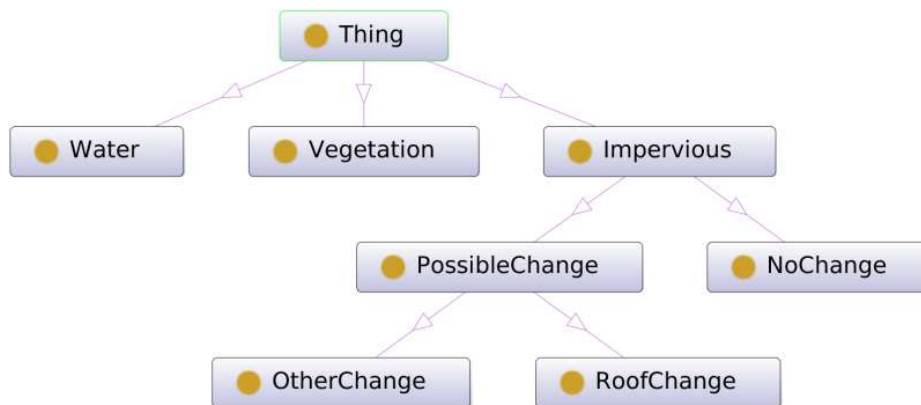 Thing
Water
Vegetation
Impervious
PossibleChange
NoChange
OtherChange
RoofChange